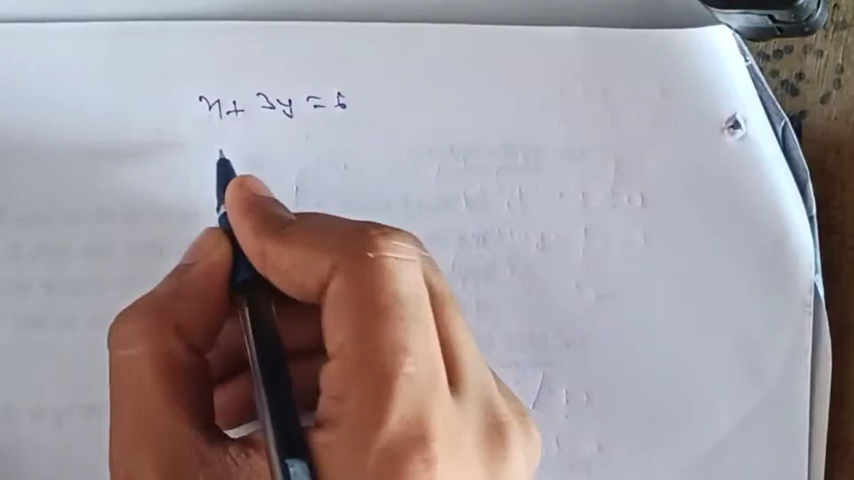 x + 3y = 6